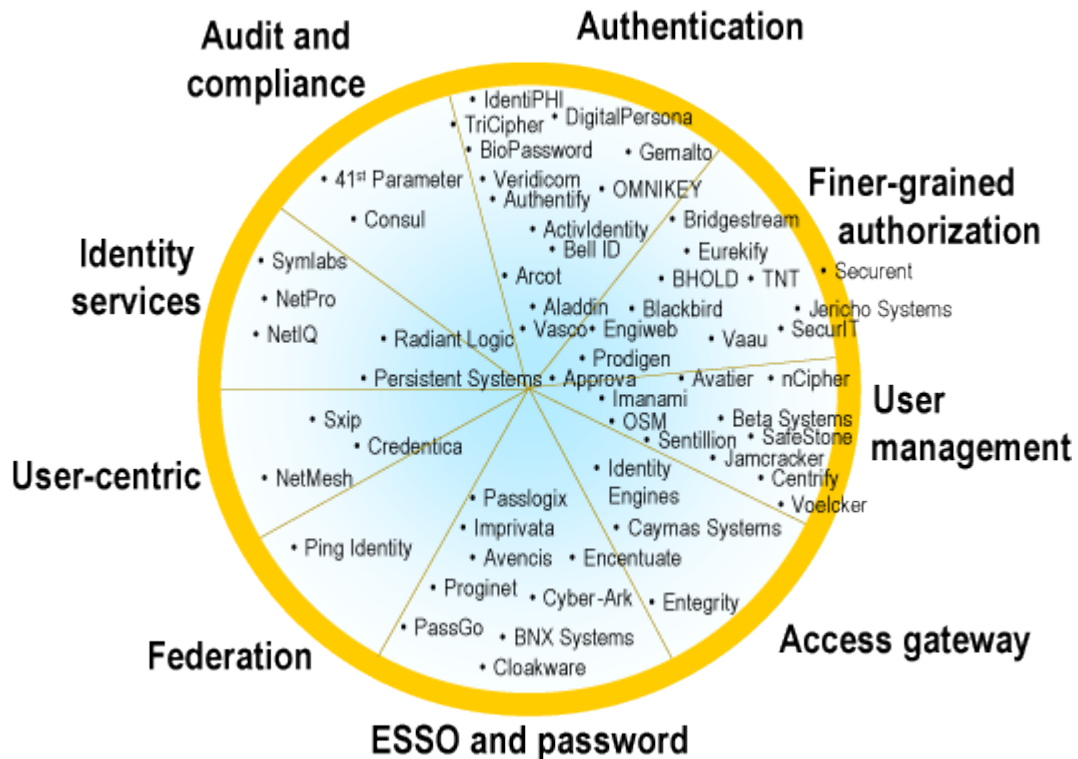 Authentication
Audit and
compliance
• IdentiPHI
• DigitalPersona
• TriCipher
• BioPassword
• Gemalto
• 41st Parameter
• Veridicom
• OMNIKEY
• Authentify
• Consul
• ActivIdentity
• Bell ID
• Arcot
• Aladdin
• Vasco
Finer-grained
authorization
• Bridgestream
• Eurekify
• Securent
• BHOLD
• TNT
• Blackbird
• Jericho Systems
• Engiweb
• SecurIT
• Vaau
• Prodigen
• Approva
Identity
services
• Symlabs
• NetPro
• NetIQ
• Radiant Logic
• Persistent Systems
User
management
• Avatier
• nCipher
• Imanami
• OSM
• Beta Systems
• Sentillion
• SafeStone
• Jamcracker
• Centrify
• Voelcker
User-centric
• Sxip
• Credentica
• NetMesh
Access gateway
• Identity
Engines
• Caymas Systems
• Entegrity
Federation
• Ping Identity
ESSO and password
• Passlogix
• Imprivata
• Avencis
• Encentuate
• Proginet
• Cyber-Ark
• PassGo
• BNX Systems
• Cloakware